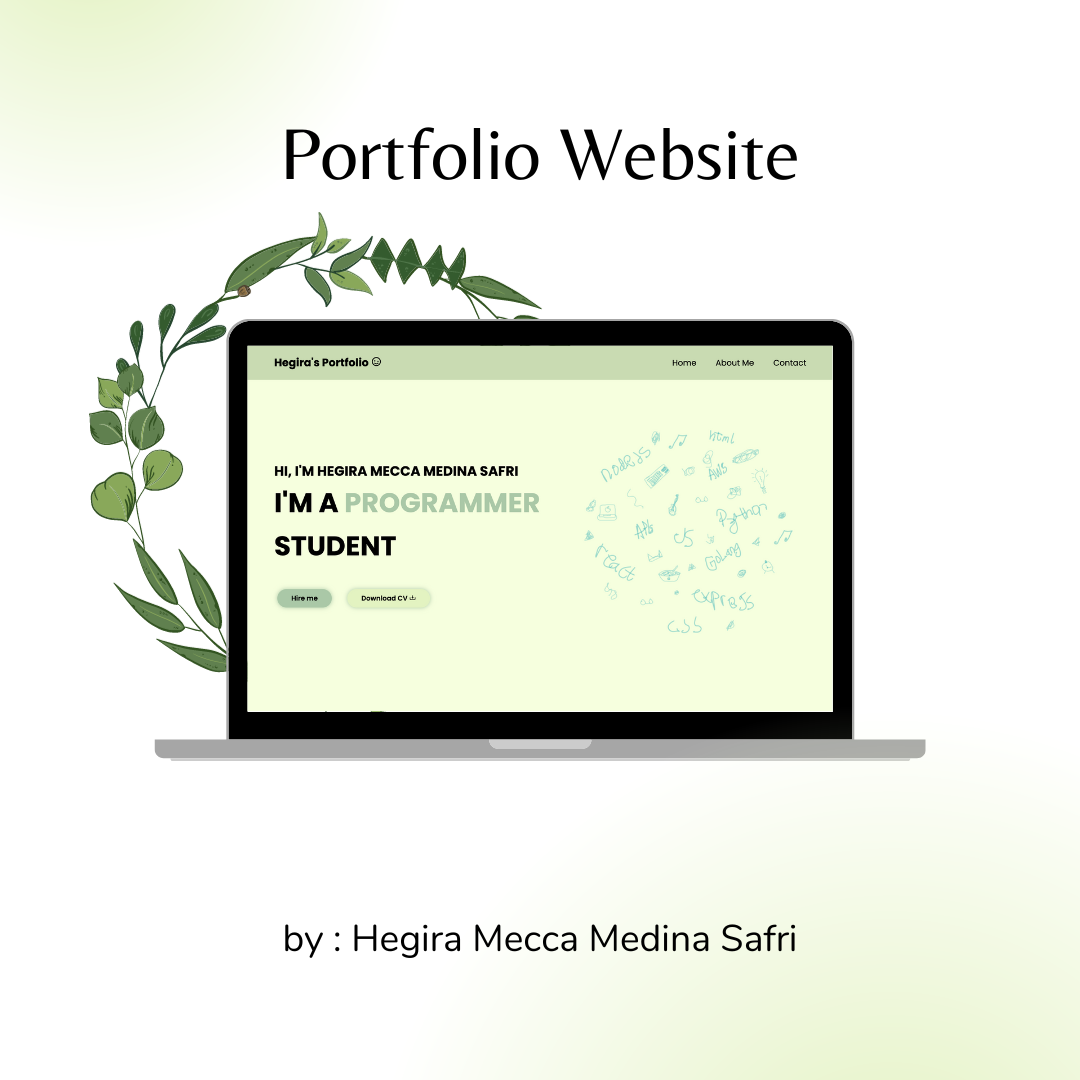 Portfolio Website
Hegira's Portfolio
Home About Me Contact
HI, I'M HEGIRA MECCA MEDINA SAFRI
I'M A PROGRAMMER
STUDENT
Hire me Download CV
html
nodejs
AWS
Python
JS
Golang
react
express
css
by : Hegira Mecca Medina Safri